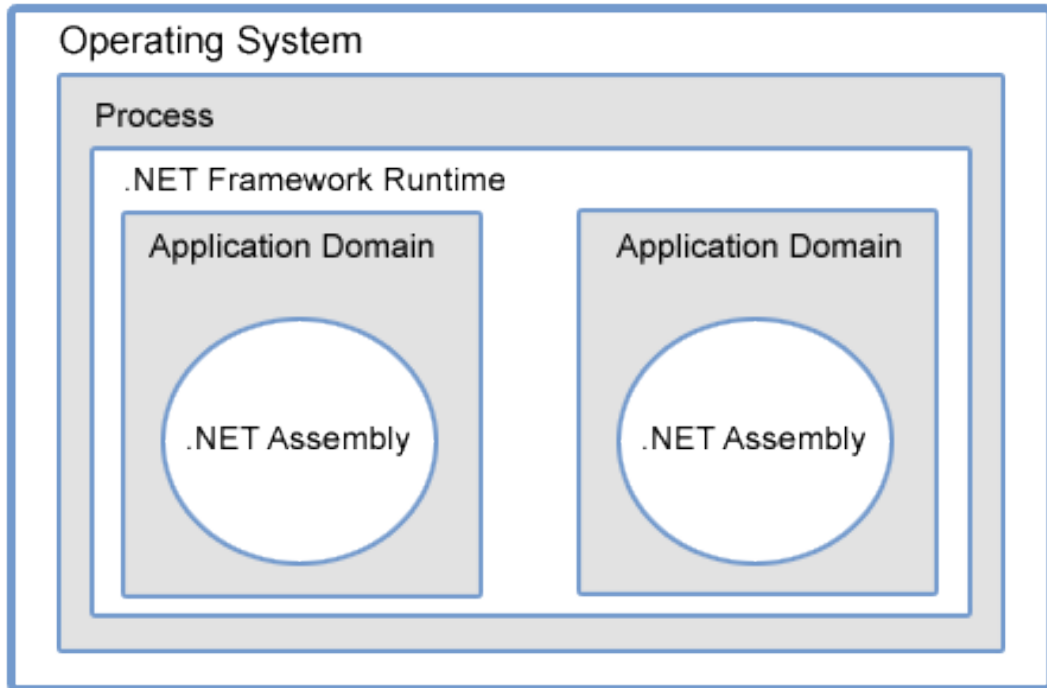 Operating System
Process
.NET Framework Runtime
Application Domain
Application Domain
.NET Assembly
.NET Assembly